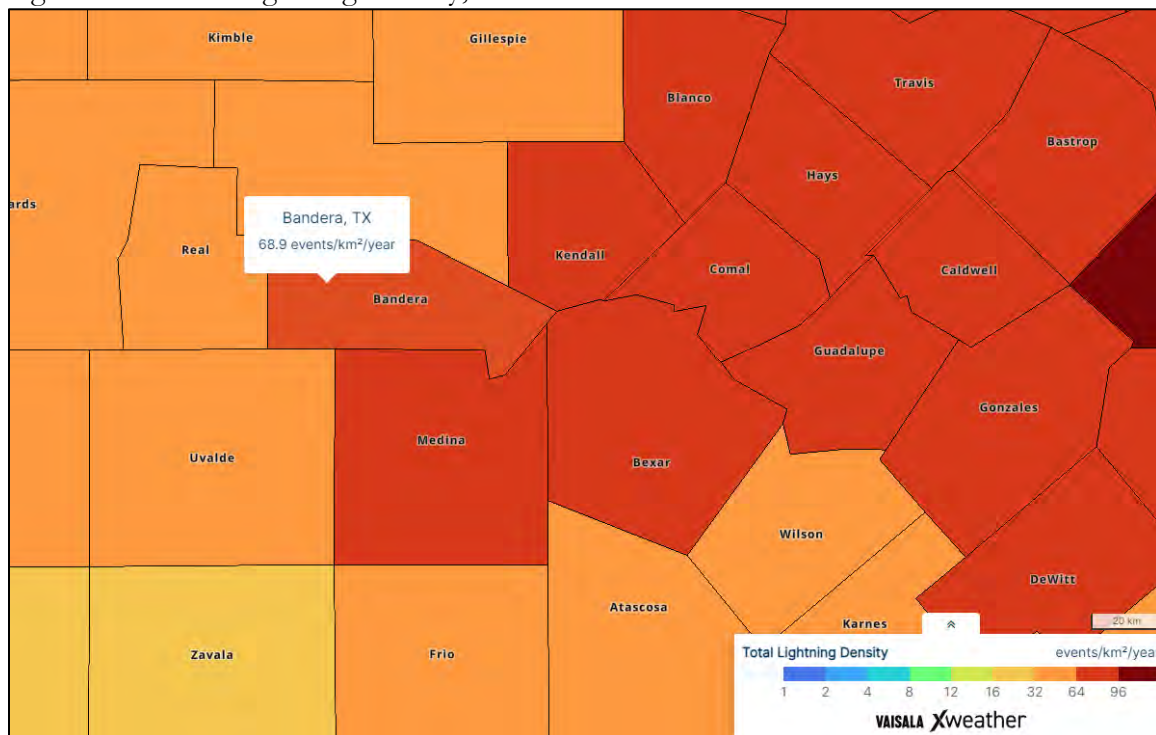 Kimble
Gillespie
Blanco
Travis
Bastrop
Hays
ards
Real
Bandera, TX
68.9 events/km²/year
Kendall
Comal
Caldwell
Bandera
Guadalupe
Gonzales
Medina
Uvalde
Bexar
Wilson
DeWitt
Atascosa
Karnes
20 km
Zavala
Frio
Total Lightning Density events/km²/year
1 2 4 8 12 16 32 64 96
VAISALA Xweather